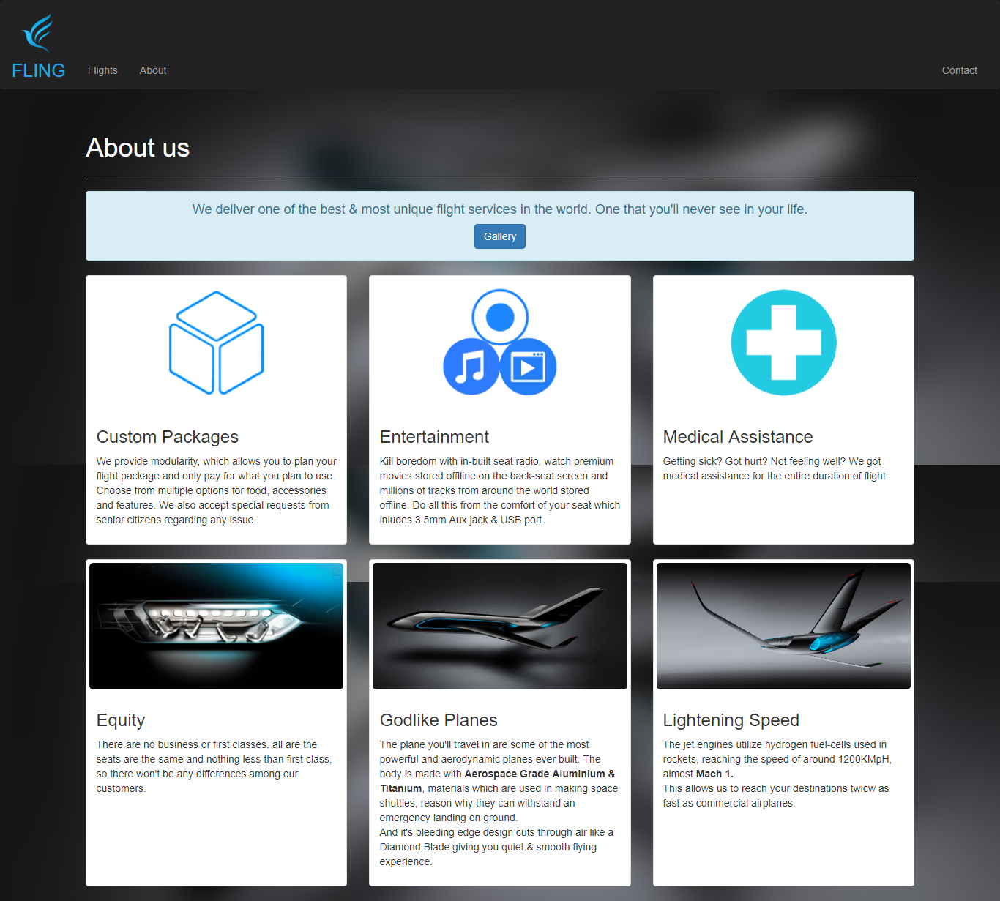 FLING
Flights
About
Contact
About us
We deliver one of the best & most unique flight services in the world. One that you'll never see in your life.
Gallery
Custom Packages
We provide modularity, which allows you to plan your
flight package and only pay for what you plan to use.
Choose from multiple options for food, accessories
and features. We also accept special requests from
senior citizens regarding any issue.
Entertainment
Kill boredom with in-built seat radio, watch premium
movies stored offlline on the back-seat screen and
millions of tracks from around the world stored
offline. Do all this from the comfort of your seat which
inludes 3.5mm Aux jack & USB port.
Medical Assistance
Getting sick? Got hurt? Not feeling well? We got
medical assistance for the entire duration of flight.
Equity
There are no business or first classes, all are the
seats are the same and nothing less than first class,
so there won't be any differences among our
customers.
Godlike Planes
The plane you'll travel in are some of the most
powerful and aerodynamic planes ever built. The
body is made with Aerospace Grade Aluminium &
Titanium, materials which are used in making space
shuttles, reason why they can withstand an
emergency landing on ground.
And it's bleeding edge design cuts through air like a
Diamond Blade giving you quiet & smooth flying
experience.
Lightening Speed
The jet engines utilize hydrogen fuel-cells used in
rockets, reaching the speed of around 1200KMpH,
almost Mach 1.
This allows us to reach your destinations twicw as
fast as commercial airplanes.